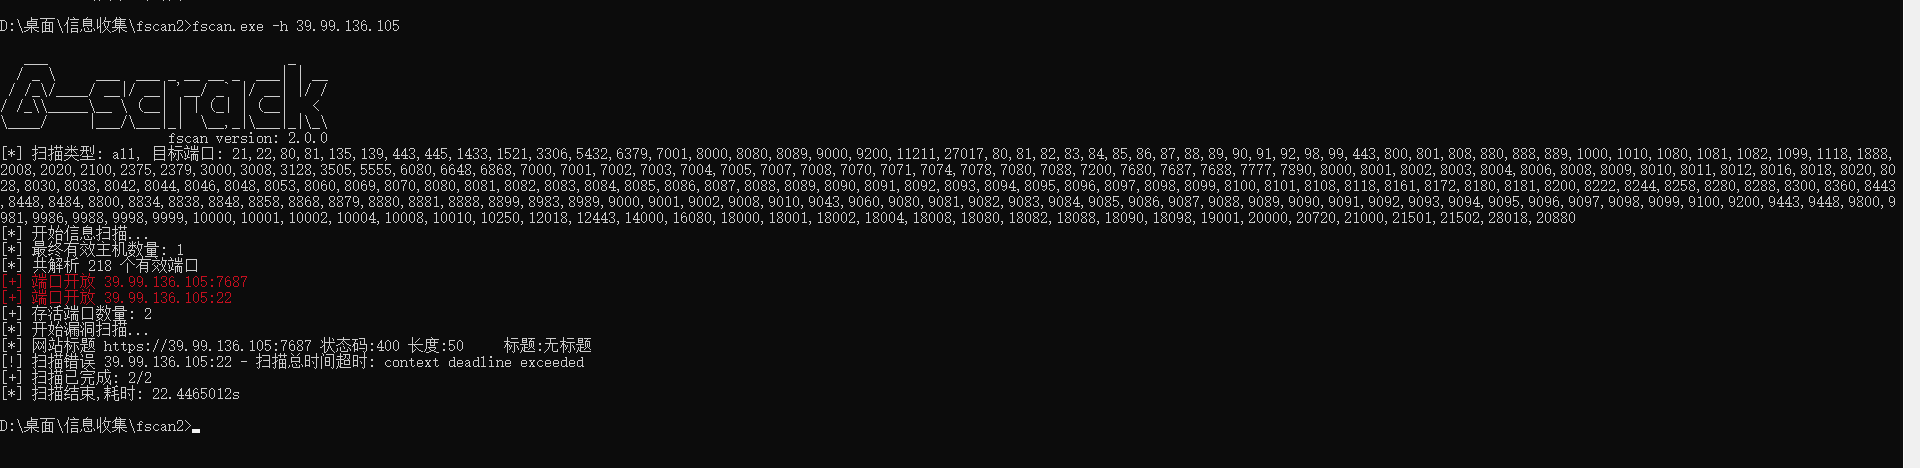 D:\桌面\信息收集\fscan2>fscan.exe -h 39.99.136.105
fscan version: 2.0.0
[*] 扫描类型: all, 目标端口: 21,22,80,81,135,139,443,445,1433,1521,3306,5432,6379,7001,8000,8080,8089,9000,9200,11211,27017,80,81,82,83,84,85,86,87,88,89,90,91,92,98,99,443,800,801,808,880,888,889,1000,1010,1080,1081,1082,1099,1118,1888,
2008,2020,2100,2375,2379,3000,3008,3128,3505,5555,6080,6648,6868,7000,7001,7002,7003,7004,7005,7007,7008,7070,7071,7074,7078,7080,7088,7200,7680,7687,7688,7777,7890,8000,8001,8002,8003,8004,8006,8008,8009,8010,8011,8012,8016,8018,8020,80
28,8030,8038,8042,8044,8046,8048,8053,8060,8069,8070,8080,8081,8082,8083,8084,8085,8086,8087,8088,8089,8090,8091,8092,8093,8094,8095,8096,8097,8098,8099,8100,8101,8108,8118,8161,8172,8180,8181,8200,8222,8244,8258,8280,8288,8300,8360,8443
,8448,8484,8800,8834,8838,8848,8858,8868,8879,8880,8881,8888,8899,8983,8989,9000,9001,9002,9008,9010,9043,9060,9080,9081,9082,9083,9084,9085,9086,9087,9088,9089,9090,9091,9092,9093,9094,9095,9096,9097,9098,9099,9100,9200,9443,9448,9800,9
981,9986,9988,9998,9999,10000,10001,10002,10004,10008,10010,10250,12018,12443,14000,16080,18000,18001,18002,18004,18008,18080,18082,18088,18090,18098,19001,20000,20720,21000,21501,21502,28018,20880
[*] 开始信息扫描...
[*] 最终有效主机数量: 1
[*] 共解析 218 个有效端口
[+] 端口开放 39.99.136.105:7687
[+] 端口开放 39.99.136.105:22
[+] 存活端口数量: 2
[*] 开始漏洞扫描...
[*] 网站标题 https://39.99.136.105:7687 状态码:400 长度:50 标题:无标题
[!] 扫描错误 39.99.136.105:22 - 扫描总时间超时: context deadline exceeded
[+] 扫描已完成: 2/2
[*] 扫描结束,耗时: 22.4465012s
D:\桌面\信息收集\fscan2>